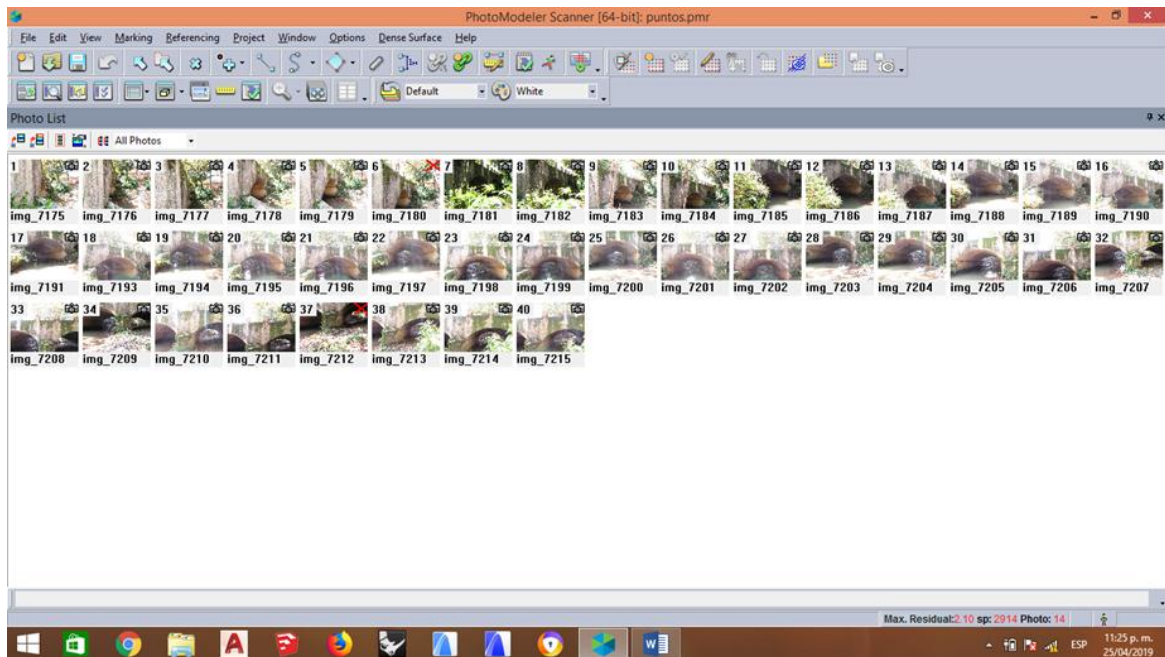 PhotoModeler Scanner [64-bit]: puntos.pmr
File Edit View Marking Referencing Project Window Options Dense Surface Help
Default White
Photo List
All Photos
1 2 3 4 5 6 7 8 9 10 11 12 13 14 15 16
img_7175 img_7176 img_7177 img_7178 img_7179 img_7180 img_7181 img_7182 img_7183 img_7184 img_7185 img_7186 img_7187 img_7188 img_7189 img_7190
17 18 19 20 21 22 23 24 25 26 27 28 29 30 31 32
img_7191 img_7193 img_7194 img_7195 img_7196 img_7197 img_7198 img_7199 img_7200 img_7201 img_7202 img_7203 img_7204 img_7205 img_7206 img_7207
33 34 35 36 37 38 39 40
img_7208 img_7209 img_7210 img_7211 img_7212 img_7213 img_7214 img_7215
Max. Residual:2.10 sp: 2914 Photo: 14
ESP 11:25 p. m.
25/04/2019